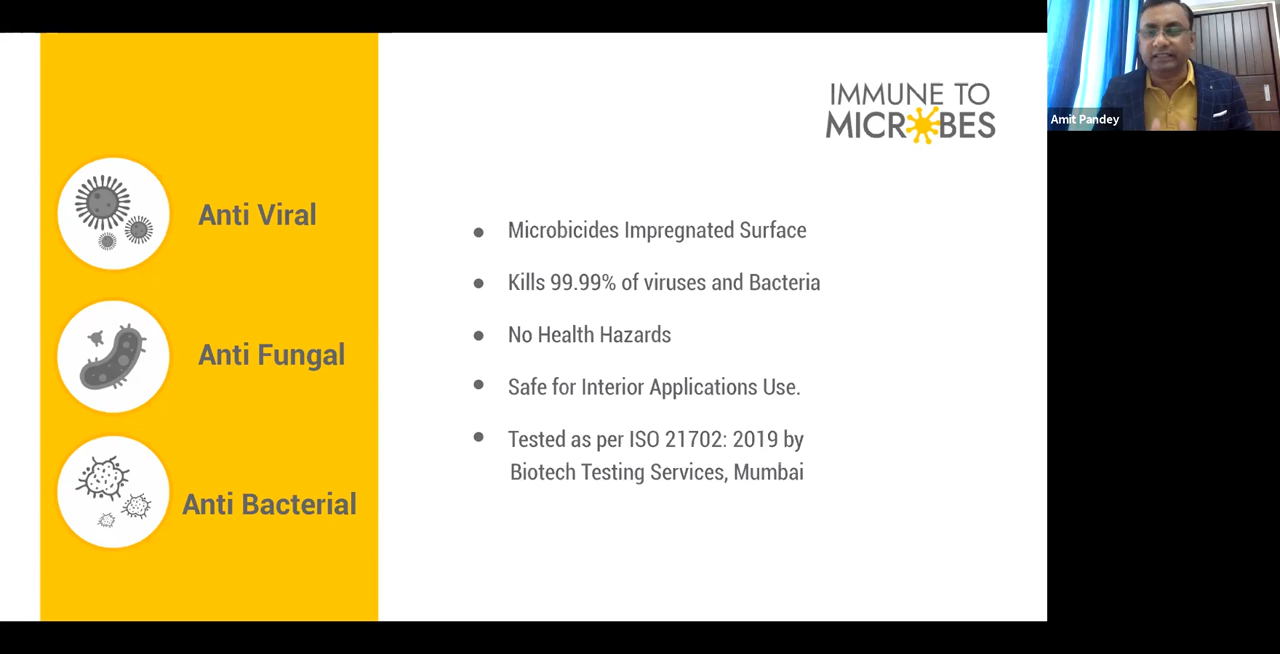 IMMUNE TO
MICROBES
Amit Pandey
Anti Viral
Anti Fungal
Anti Bacterial
● Microbicides Impregnated Surface
● Kills 99.99% of viruses and Bacteria
● No Health Hazards
● Safe for Interior Applications Use.
● Tested as per ISO 21702: 2019 by
Biotech Testing Services, Mumbai